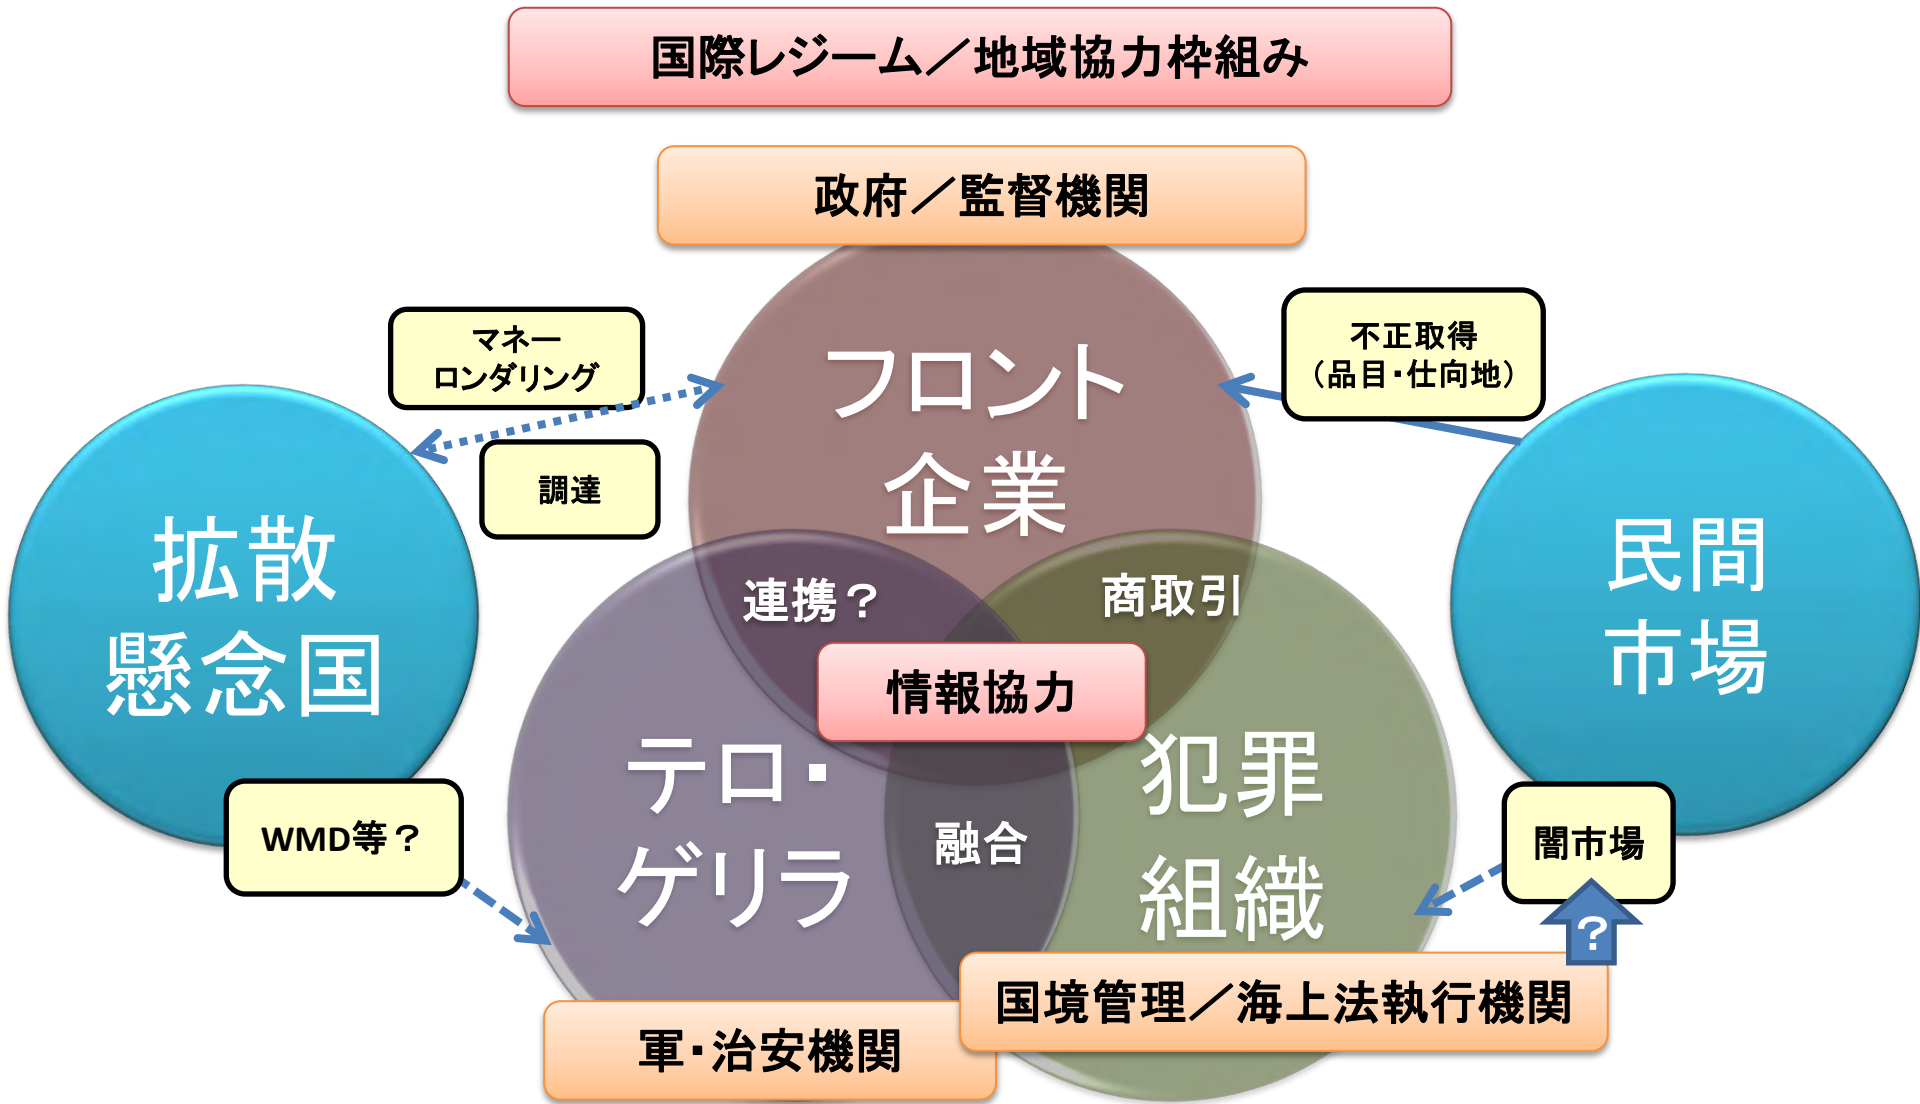 国際レジーム／地域協力枠組み
政府／監督機関
マネー
ロンダリング
不正取得
（品目・仕向地）
フロント
企業
調達
拡散
懸念国
民間
市場
連携？
商取引
情報協力
テロ・
ゲリラ
犯罪
組織
WMD等？
融合
闇市場
？
国境管理／海上法執行機関
軍・治安機関